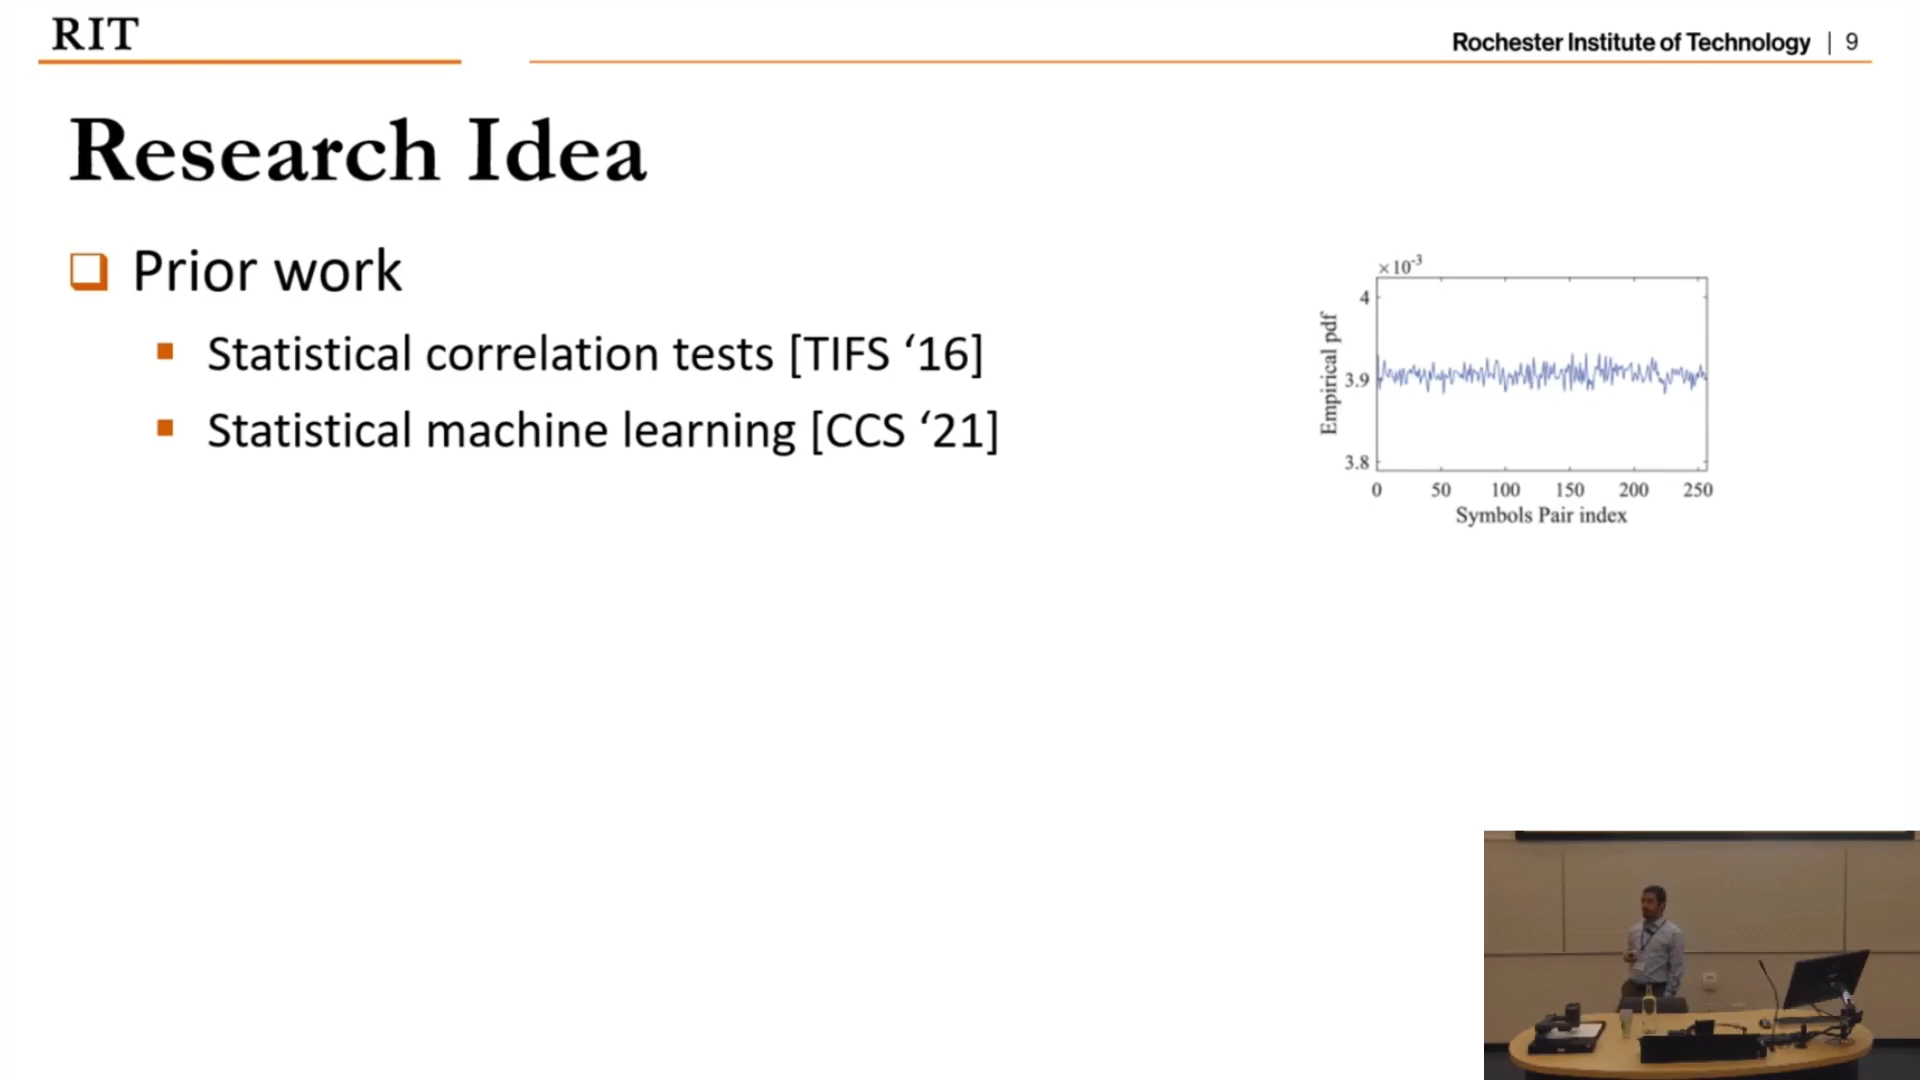 RIT
Rochester Institute of Technology | 9
Research Idea
Prior work
Statistical correlation tests [TIFS ‘16]
Statistical machine learning [CCS ‘21]
×10-3
4
3.9
3.8
Empirical pdf
0 50 100 150 200 250
Symbols Pair index